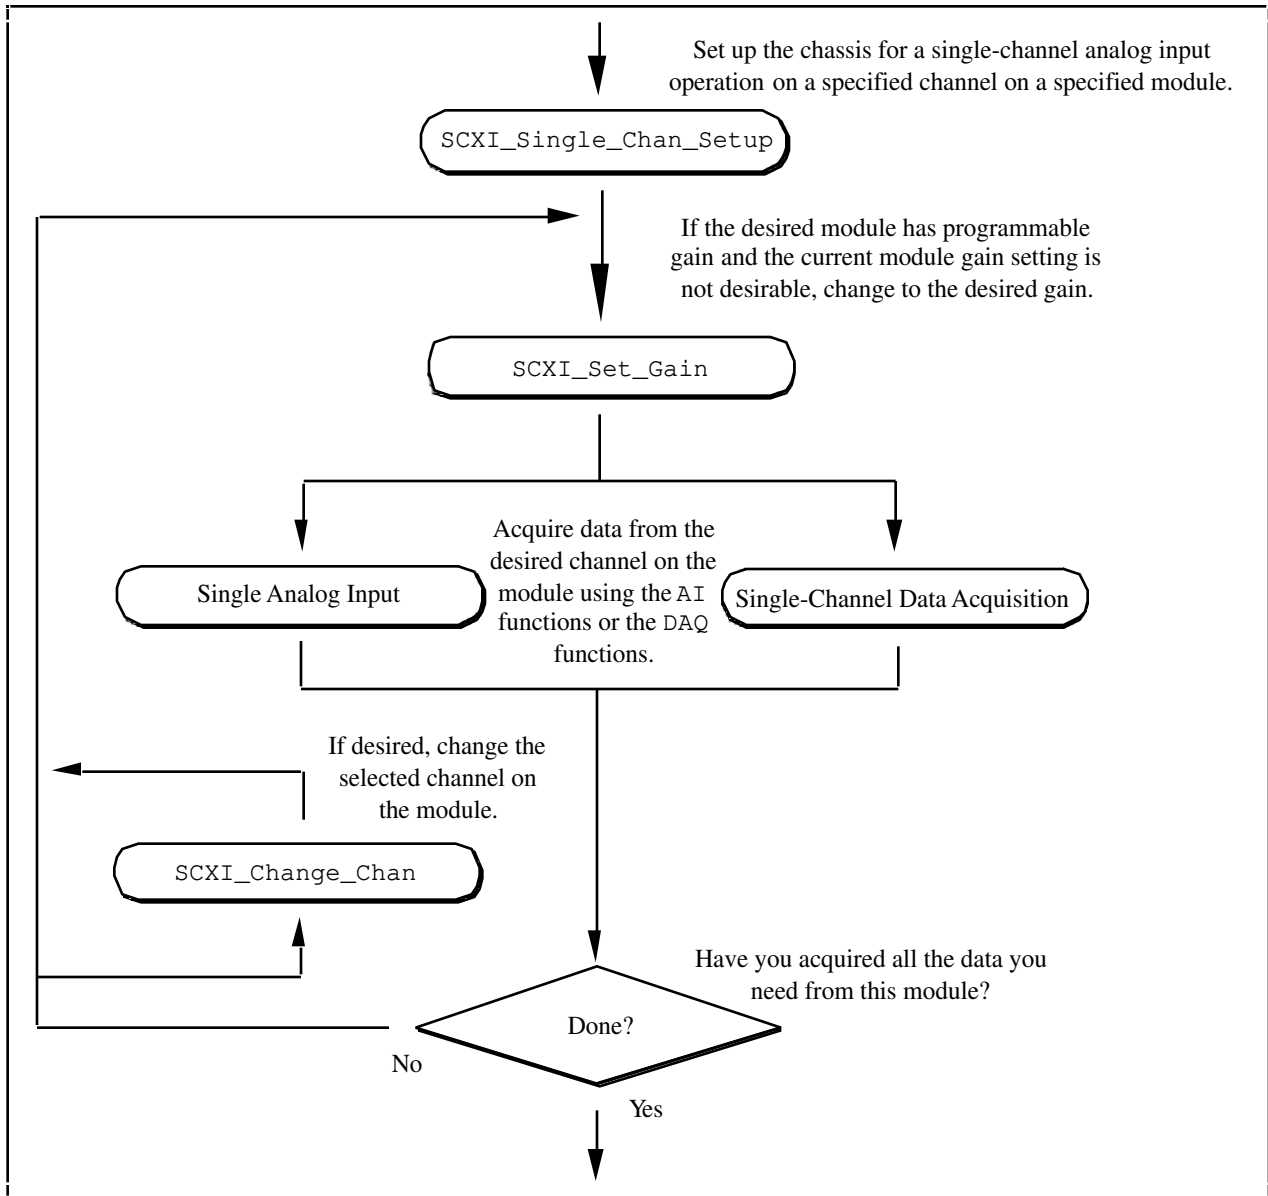 Set up the chassis for a single-channel analog input
operation on a specified channel on a specified module.
SCXI_Single_Chan_Setup
If the desired module has programmable
gain and the current module gain setting is
not desirable, change to the desired gain.
SCXI_Set_Gain
Acquire data from the
desired channel on the
module using the AI
functions or the DAQ
functions.
Single Analog Input
Single-Channel Data Acquisition
If desired, change the
selected channel on
the module.
SCXI_Change_Chan
Have you acquired all the data you
need from this module?
Done?
No
Yes